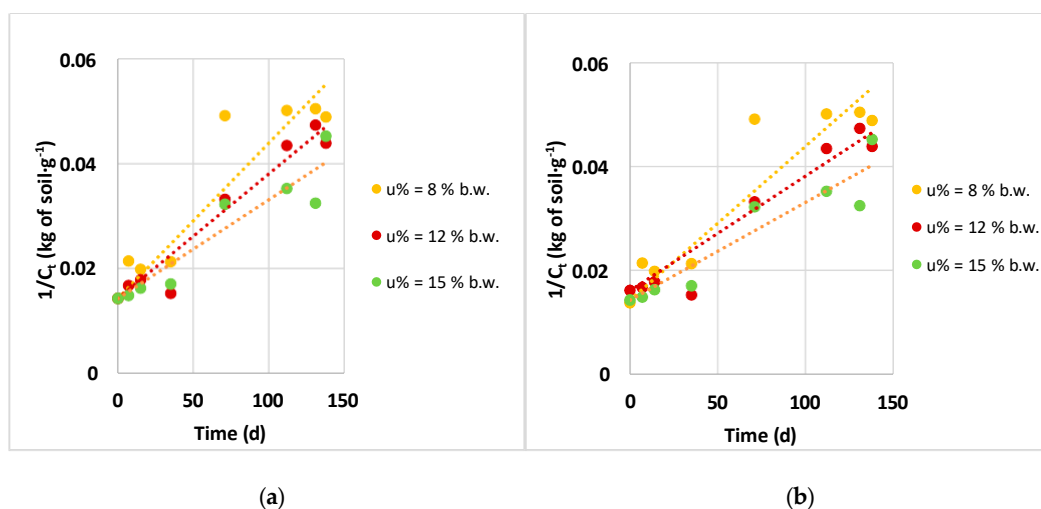 0.06
0.04
0.02
0
0
50
100
150
1/Cₜ (kg of soil·g⁻¹)
Time (d)
u% = 8 % b.w.
u% = 12 % b.w.
u% = 15 % b.w.
(a)
0.06
0.04
0.02
0
0
50
100
150
1/Cₜ (kg of soil·g⁻¹)
Time (d)
u% = 8 % b.w.
u% = 12 % b.w.
u% = 15 % b.w.
(b)